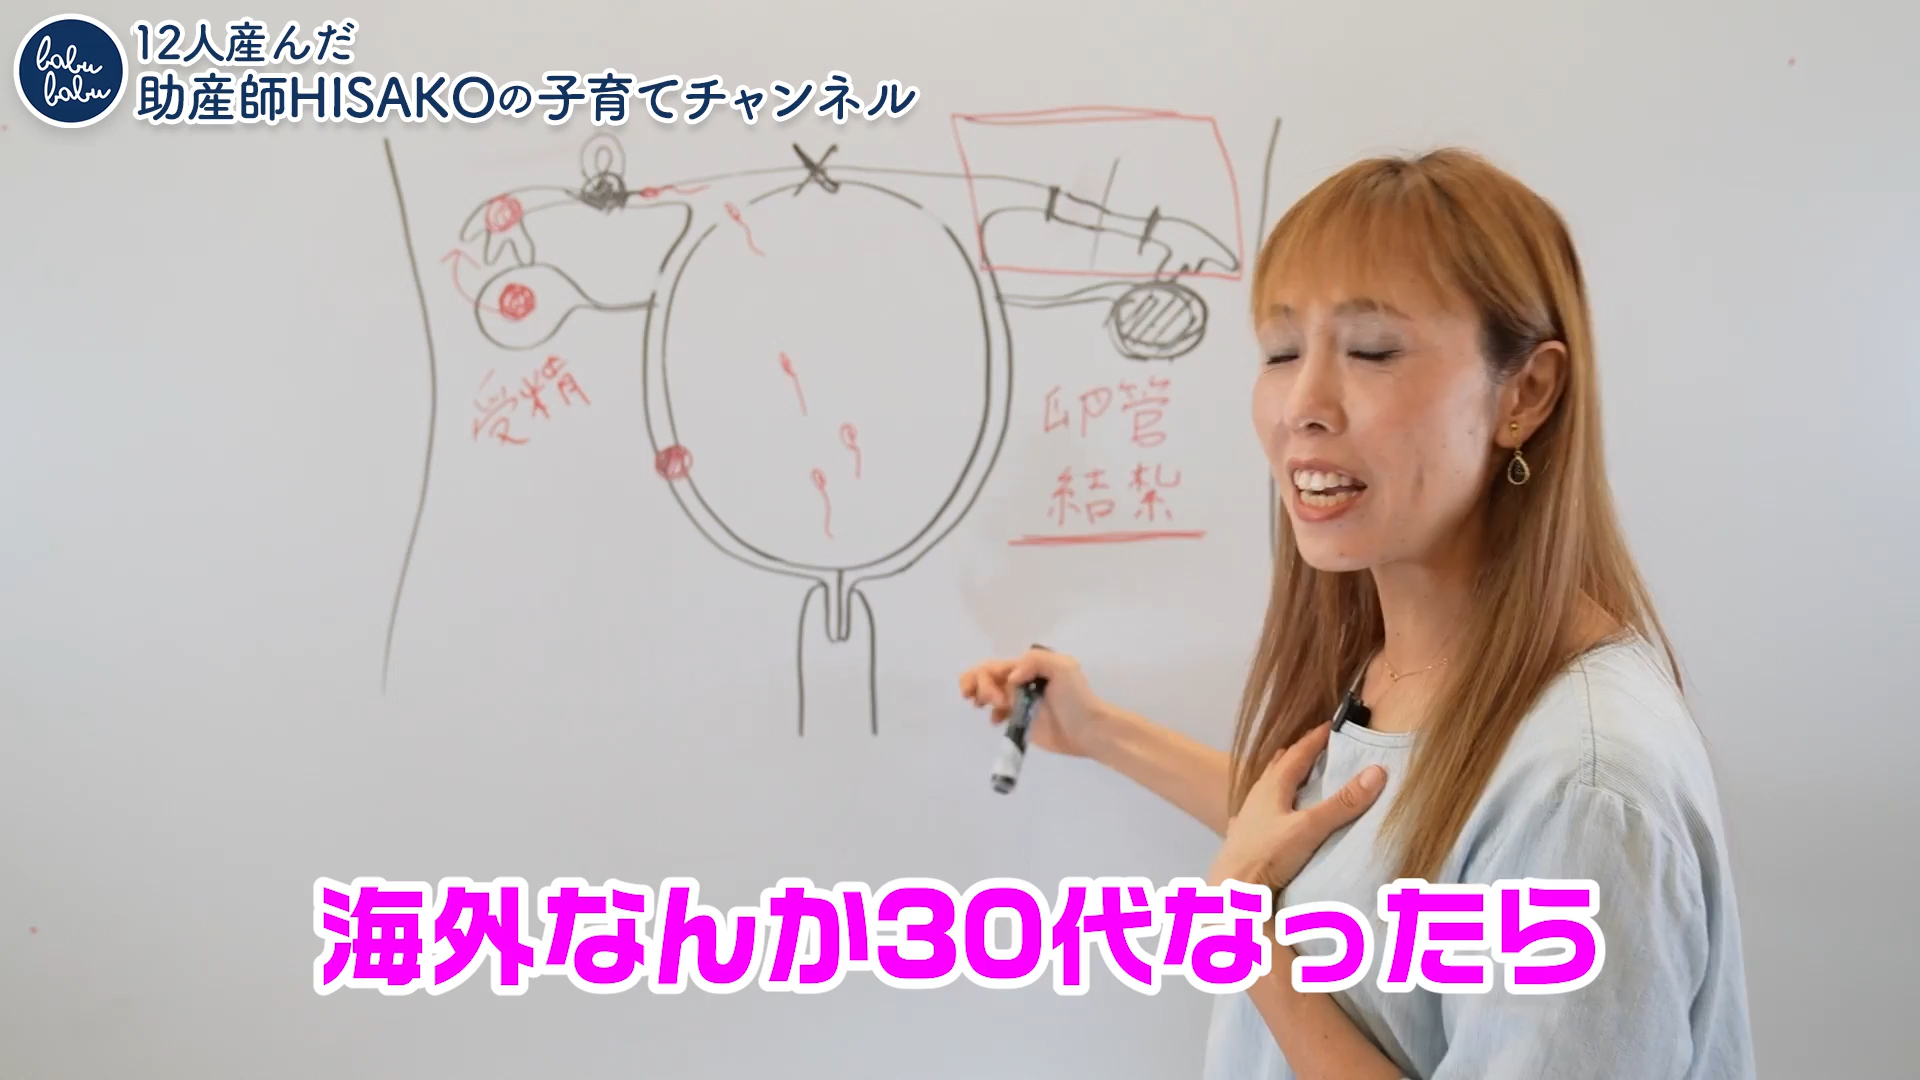 babu
babu
12人産んだ
助産師HISAKOの子育てチャンネル
受精
卵管
結紮
海外なんか30代なったら